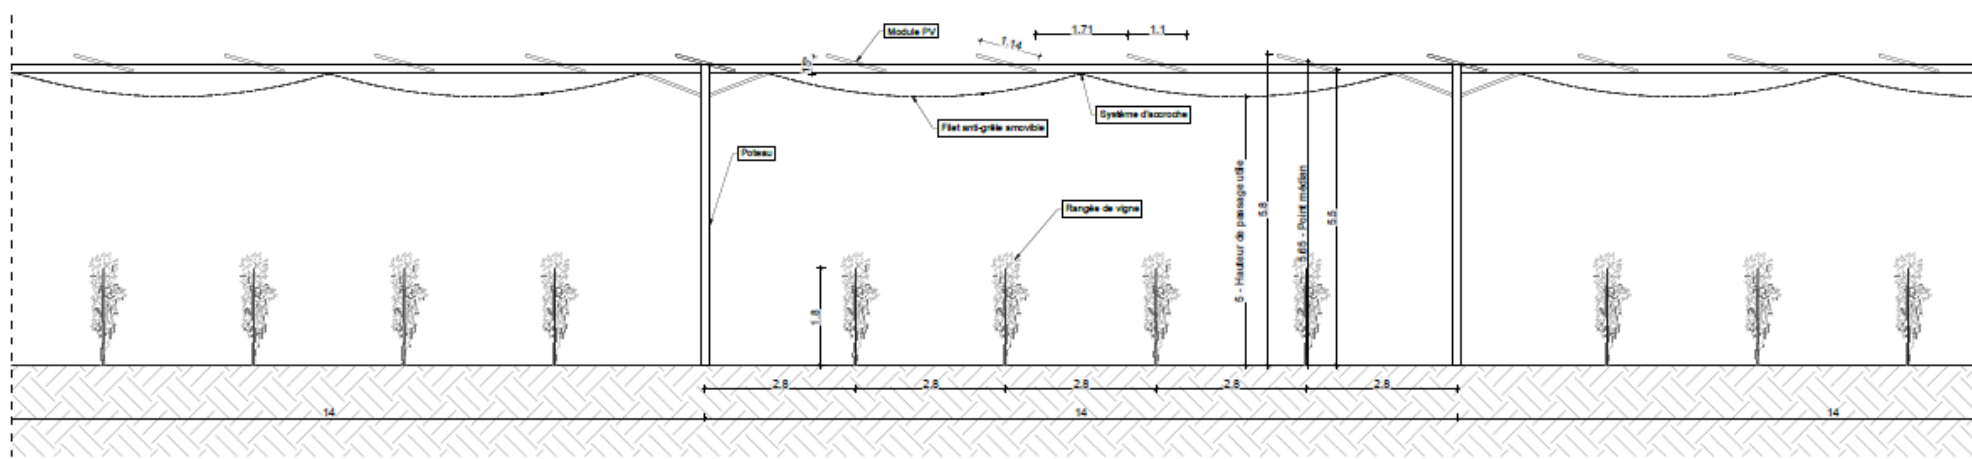 Module PV
1.14
1.71
1.1
15°
Système d'accroche
Filet anti-grêle amovible
Poteau
Rangée de vigne
1.8
5 - Hauteur de passage utile
5.8
5.65 - Point médian
5.5
2.8
2.8
2.8
2.8
2.8
14
14
14